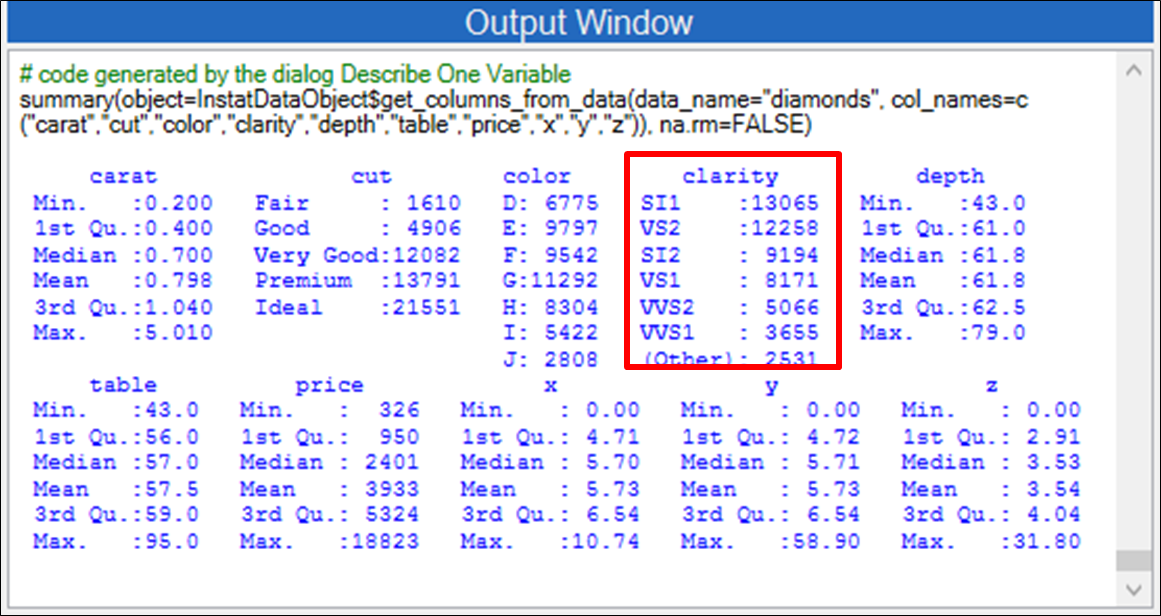 Output Window
# code generated by the dialog Describe One Variable
summary(object=InstatDataObject$get_columns_from_data(data_name="diamonds", col_names=c
("carat","cut","color","clarity","depth","table","price","x","y","z")), na.rm=FALSE)
carat cut color clarity depth
Min. :0.200 Fair : 1610 D: 6775 SI1 :13065 Min. :43.0
1st Qu.:0.400 Good : 4906 E: 9797 VS2 :12258 1st Qu.:61.0
Median :0.700 Very Good:12082 F: 9542 SI2 : 9194 Median :61.8
Mean :0.798 Premium :13791 G:11292 VS1 : 8171 Mean :61.8
3rd Qu.:1.040 Ideal :21551 H: 8304 VVS2 : 5066 3rd Qu.:62.5
Max. :5.010 I: 5422 VVS1 : 3655 Max. :79.0
J: 2808 (Other): 2531
table price x y z
Min. :43.0 Min. : 326 Min. : 0.00 Min. : 0.00 Min. : 0.00
1st Qu.:56.0 1st Qu.: 950 1st Qu.: 4.71 1st Qu.: 4.72 1st Qu.: 2.91
Median :57.0 Median : 2401 Median : 5.70 Median : 5.71 Median : 3.53
Mean :57.5 Mean : 3933 Mean : 5.73 Mean : 5.73 Mean : 3.54
3rd Qu.:59.0 3rd Qu.: 5324 3rd Qu.: 6.54 3rd Qu.: 6.54 3rd Qu.: 4.04
Max. :95.0 Max. :18823 Max. :10.74 Max. :58.90 Max. :31.80